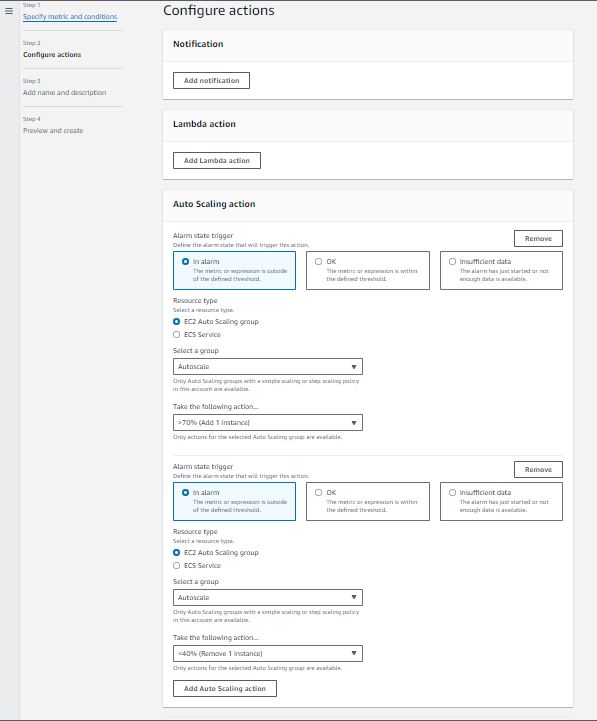 Step 1
Specify metric and conditions
Step 2
Configure actions
Step 3
Add name and description
Step 4
Preview and create
Configure actions
Notification
Add notification
Lambda action
Add Lambda action
Auto Scaling action
Alarm state trigger
Define the alarm state that will trigger this action.
Remove
In alarm
The metric or expression is outside
of the defined threshold.
OK
The metric or expression is within
the defined threshold.
Insufficient data
The alarm has just started or not
enough data is available.
Resource type
Select a resource type.
EC2 Auto Scaling group
ECS Service
Select a group
Autoscale
Only Auto Scaling groups with a simple scaling or step scaling policy
in this account are available.
Take the following action...
>70% (Add 1 instance)
Only actions for the selected Auto Scaling group are available.
Alarm state trigger
Define the alarm state that will trigger this action.
Remove
In alarm
The metric or expression is outside
of the defined threshold.
OK
The metric or expression is within
the defined threshold.
Insufficient data
The alarm has just started or not
enough data is available.
Resource type
Select a resource type.
EC2 Auto Scaling group
ECS Service
Select a group
Autoscale
Only Auto Scaling groups with a simple scaling or step scaling policy
in this account are available.
Take the following action...
<40% (Remove 1 instance)
Only actions for the selected Auto Scaling group are available.
Add Auto Scaling action